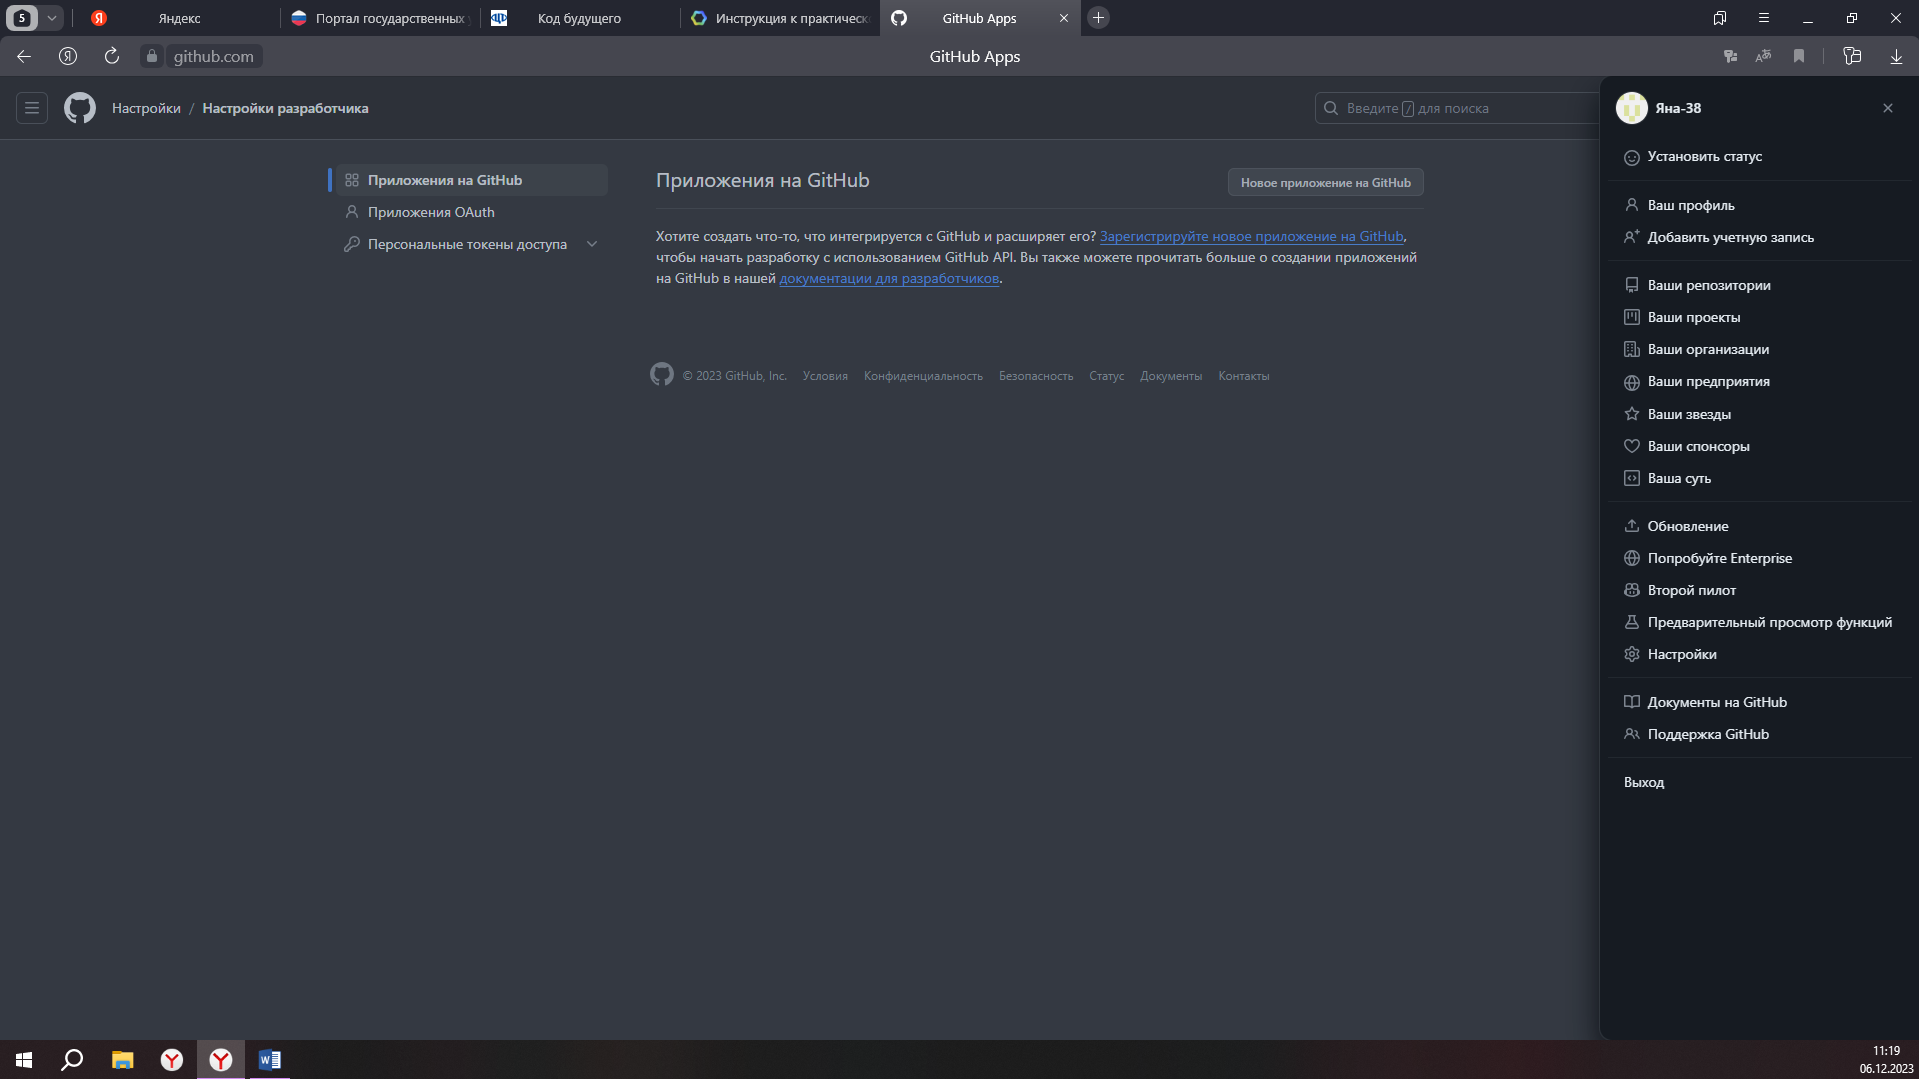 5
Яндекс
Портал государственных
Код будущего
Инструкция к практическ
GitHub Apps
github.com
GitHub Apps
Настройки / Настройки разработчика
Введите / для поиска
Яна-38
Приложения на GitHub
Приложения OAuth
Персональные токены доступа
Приложения на GitHub
Новое приложение на GitHub
Хотите создать что-то, что интегрируется с GitHub и расширяет его? Зарегистрируйте новое приложение на GitHub,
чтобы начать разработку с использованием GitHub API. Вы также можете прочитать больше о создании приложений
на GitHub в нашей документации для разработчиков.
© 2023 GitHub, Inc. Условия Конфиденциальность Безопасность Статус Документы Контакты
Установить статус
Ваш профиль
Добавить учетную запись
Ваши репозитории
Ваши проекты
Ваши организации
Ваши предприятия
Ваши звезды
Ваши спонсоры
Ваша суть
Обновление
Попробуйте Enterprise
Второй пилот
Предварительный просмотр функций
Настройки
Документы на GitHub
Поддержка GitHub
Выход
11:19
06.12.2023